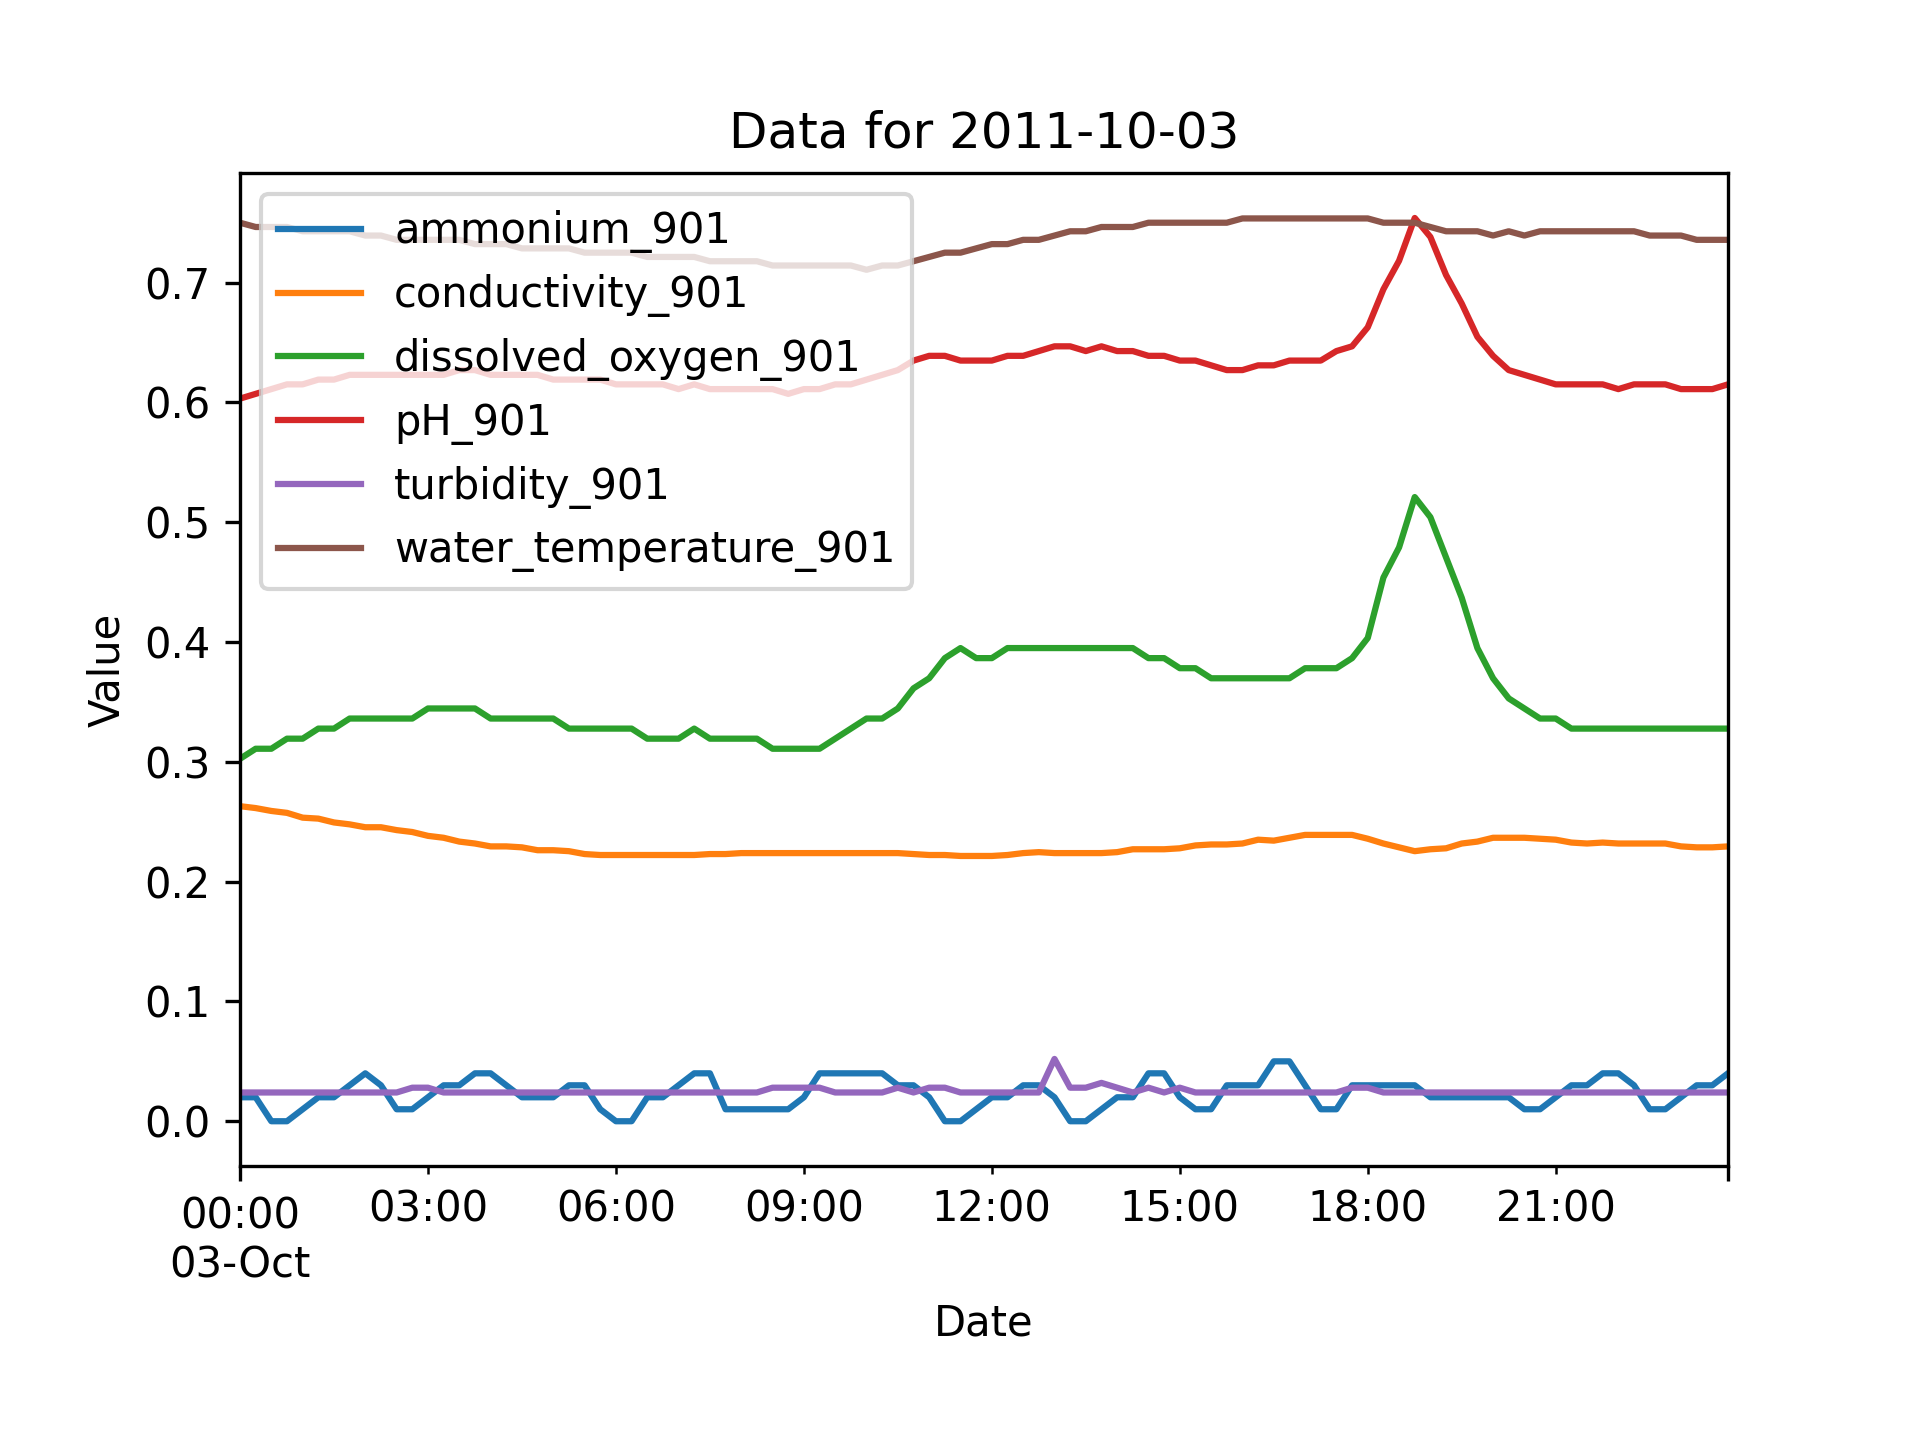 Data for 2011-10-03
ammonium_901
conductivity_901
dissolved_oxygen_901
pH_901
turbidity_901
water_temperature_901
Value
0.7
0.6
0.5
0.4
0.3
0.2
0.1
0.0
00:00 03:00 06:00 09:00 12:00 15:00 18:00 21:00
03-Oct
Date